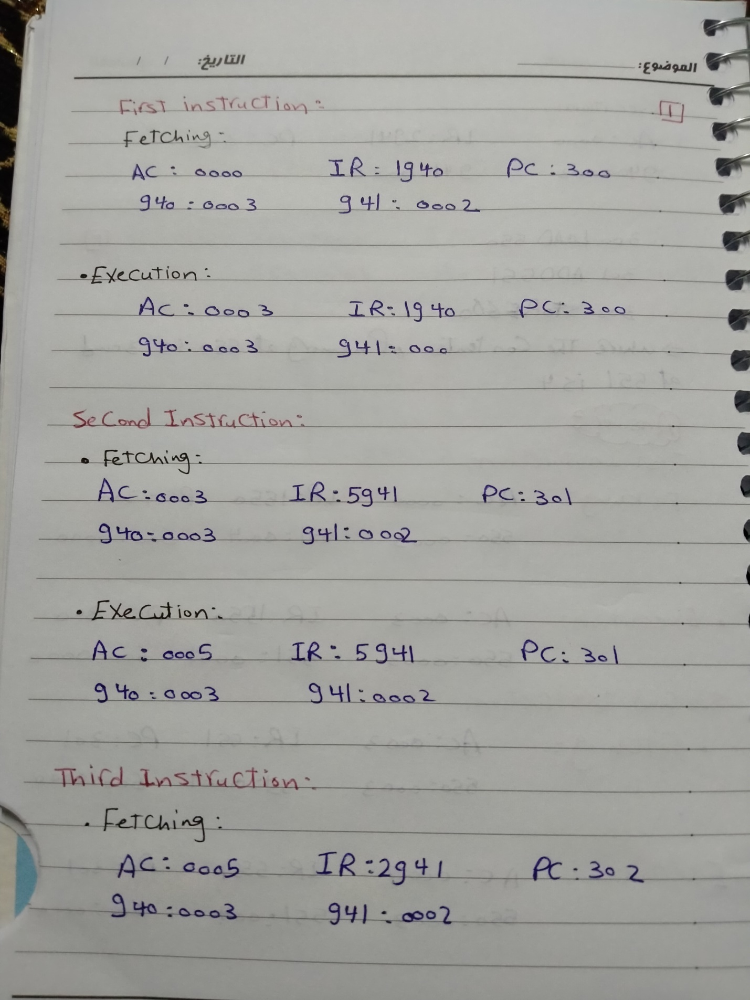 الموضوع: التاريخ: / /
1
First instruction:
Fetching:
AC: 0000 IR: 1940 PC: 300
940: 0003 941: 0002
• Execution:
AC: 0003 IR: 1940 PC: 300
940: 0003 941: 000
Second Instruction:
• Fetching:
AC: 0003 IR: 5941 PC: 301
940: 0003 941: 0002
• Execution:
AC: 0005 IR: 5941 PC: 301
940: 0003 941: 0002
Third Instruction:
• Fetching:
AC: 0005 IR: 2941 PC: 302
940: 0003 941: 0002